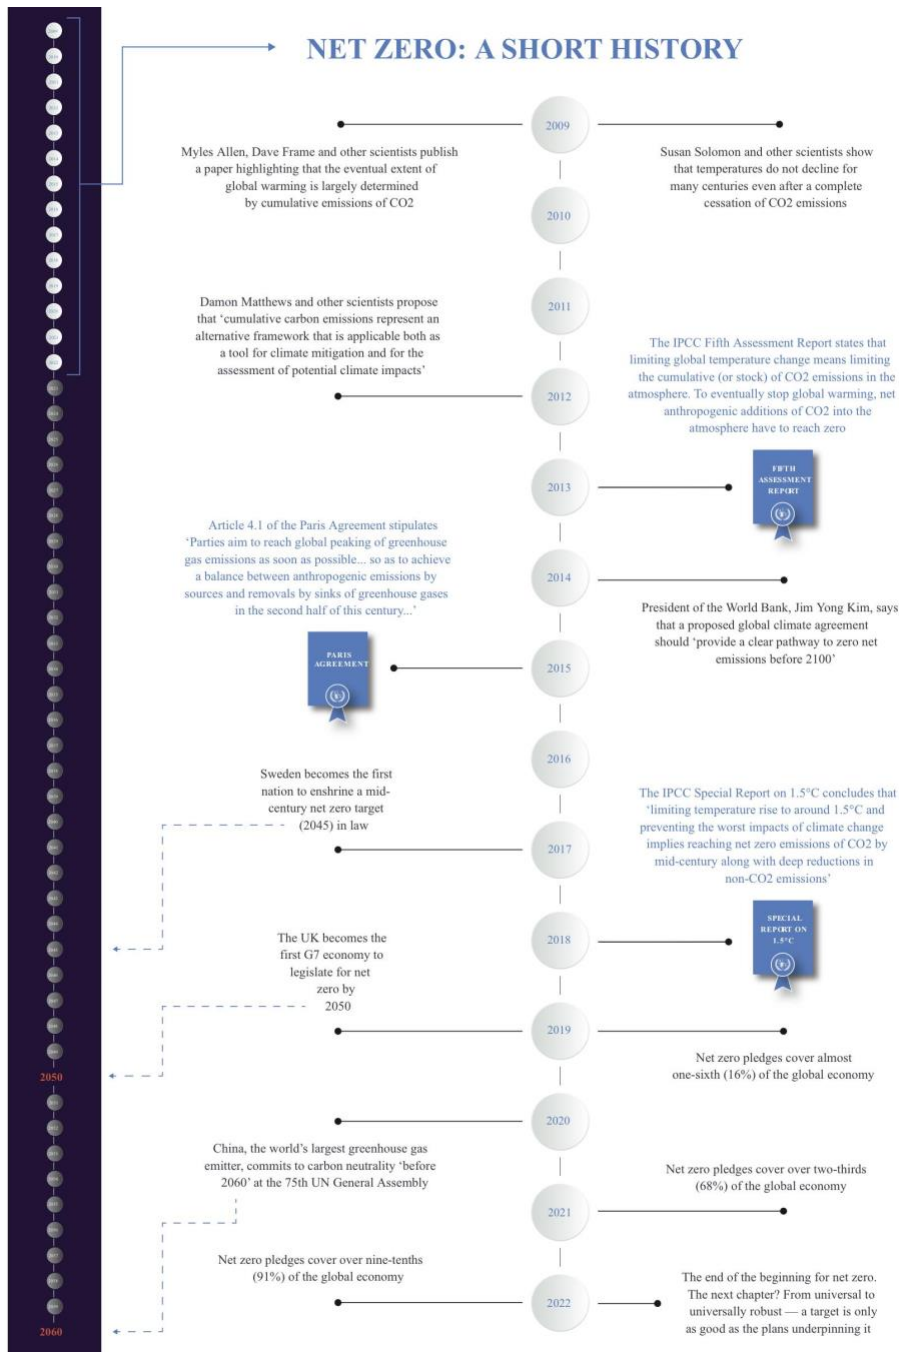 NET ZERO: A SHORT HISTORY
2009
Myles Allen, Dave Frame and other scientists publish
a paper highlighting that the eventual extent of
global warming is largely determined
by cumulative emissions of CO2
Susan Solomon and other scientists show
that temperatures do not decline for
many centuries even after a complete
cessation of CO2 emissions
2010
2011
Damon Matthews and other scientists propose
that ‘cumulative carbon emissions represent an
alternative framework that is applicable both as
a tool for climate mitigation and for the
assessment of potential climate impacts’
2012
The IPCC Fifth Assessment Report states that
limiting global temperature change means limiting
the cumulative (or stock) of CO2 emissions in the
atmosphere. To eventually stop global warming, net
anthropogenic additions of CO2 into the
atmosphere have to reach zero
2013
FIFTH
ASSESSMENT
REPORT
Article 4.1 of the Paris Agreement stipulates
‘Parties aim to reach global peaking of greenhouse
gas emissions as soon as possible... so as to achieve
a balance between anthropogenic emissions by
sources and removals by sinks of greenhouse gases
in the second half of this century...’
2014
President of the World Bank, Jim Yong Kim, says
that a proposed global climate agreement
should ‘provide a clear pathway to zero net
emissions before 2100’
PARIS
AGREEMENT
2015
2016
Sweden becomes the first
nation to enshrine a mid-
century net zero target
(2045) in law
2017
The IPCC Special Report on 1.5°C concludes that
‘limiting temperature rise to around 1.5°C and
preventing the worst impacts of climate change
implies reaching net zero emissions of CO2 by
mid-century along with deep reductions in
non-CO2 emissions’
2018
SPECIAL
REPORT ON
1.5°C
The UK becomes the
first G7 economy to
legislate for net
zero by
2050
2019
Net zero pledges cover almost
one-sixth (16%) of the global economy
2050
2020
China, the world’s largest greenhouse gas
emitter, commits to carbon neutrality ‘before
2060’ at the 75th UN General Assembly
Net zero pledges cover over two-thirds
(68%) of the global economy
2021
Net zero pledges cover over nine-tenths
(91%) of the global economy
2022
The end of the beginning for net zero.
The next chapter? From universal to
universally robust — a target is only
as good as the plans underpinning it
2060